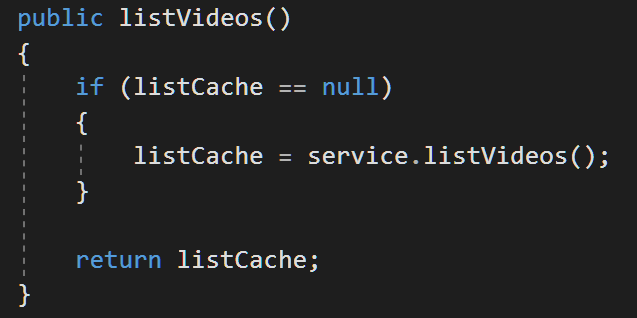 public listVideos()
{
if (listCache == null)
{
listCache = service.listVideos();
}
return listCache;
}